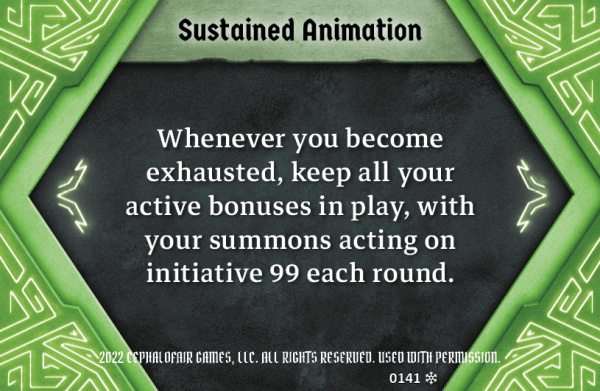 Sustained Animation
Whenever you become
exhausted, keep all your
active bonuses in play, with
your summons acting on
initiative 99 each round.
2022 CEPHALOFAIR GAMES, LLC. ALL RIGHTS RESERVED. USED WITH PERMISSION.
0141